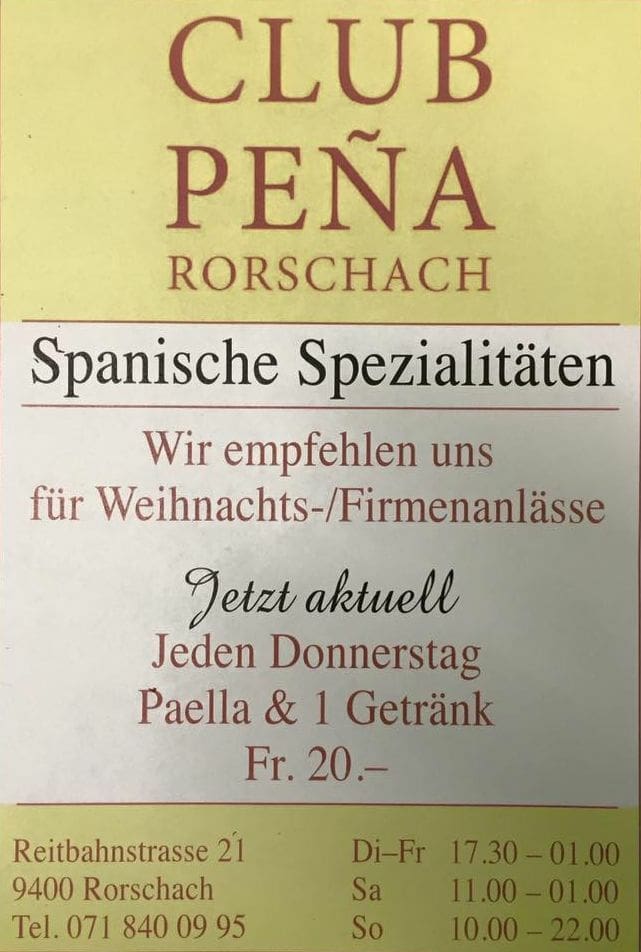 CLUB
PEÑA
RORSCHACH
Spanische Spezialitäten
Wir empfehlen uns
für Weihnachts-/Firmenanlässe
Jetzt aktuell
Jeden Donnerstag
Paella & 1 Getränk
Fr. 20.–
Reitbahnstrasse 21 Di–Fr 17.30 – 01.00
9400 Rorschach Sa 11.00 – 01.00
Tel. 071 840 09 95 So 10.00 – 22.00